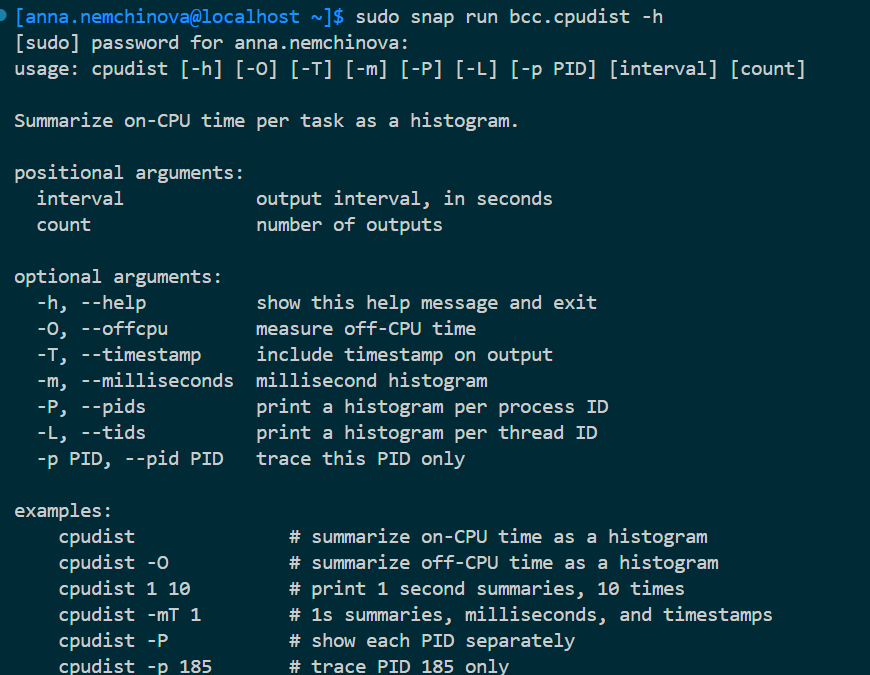 [anna.nemchinova@localhost ~]$ sudo snap run bcc.cpudist -h
[sudo] password for anna.nemchinova:
usage: cpudist [-h] [-O] [-T] [-m] [-P] [-L] [-p PID] [interval] [count]

Summarize on-CPU time per task as a histogram.

positional arguments:
  interval            output interval, in seconds
  count               number of outputs

optional arguments:
  -h, --help          show this help message and exit
  -O, --offcpu        measure off-CPU time
  -T, --timestamp     include timestamp on output
  -m, --milliseconds  millisecond histogram
  -P, --pids          print a histogram per process ID
  -L, --tids          print a histogram per thread ID
  -p PID, --pid PID   trace this PID only

examples:
    cpudist              # summarize on-CPU time as a histogram
    cpudist -O           # summarize off-CPU time as a histogram
    cpudist 1 10         # print 1 second summaries, 10 times
    cpudist -mT 1        # 1s summaries, milliseconds, and timestamps
    cpudist -P           # show each PID separately
    cpudist -p 185       # trace PID 185 only